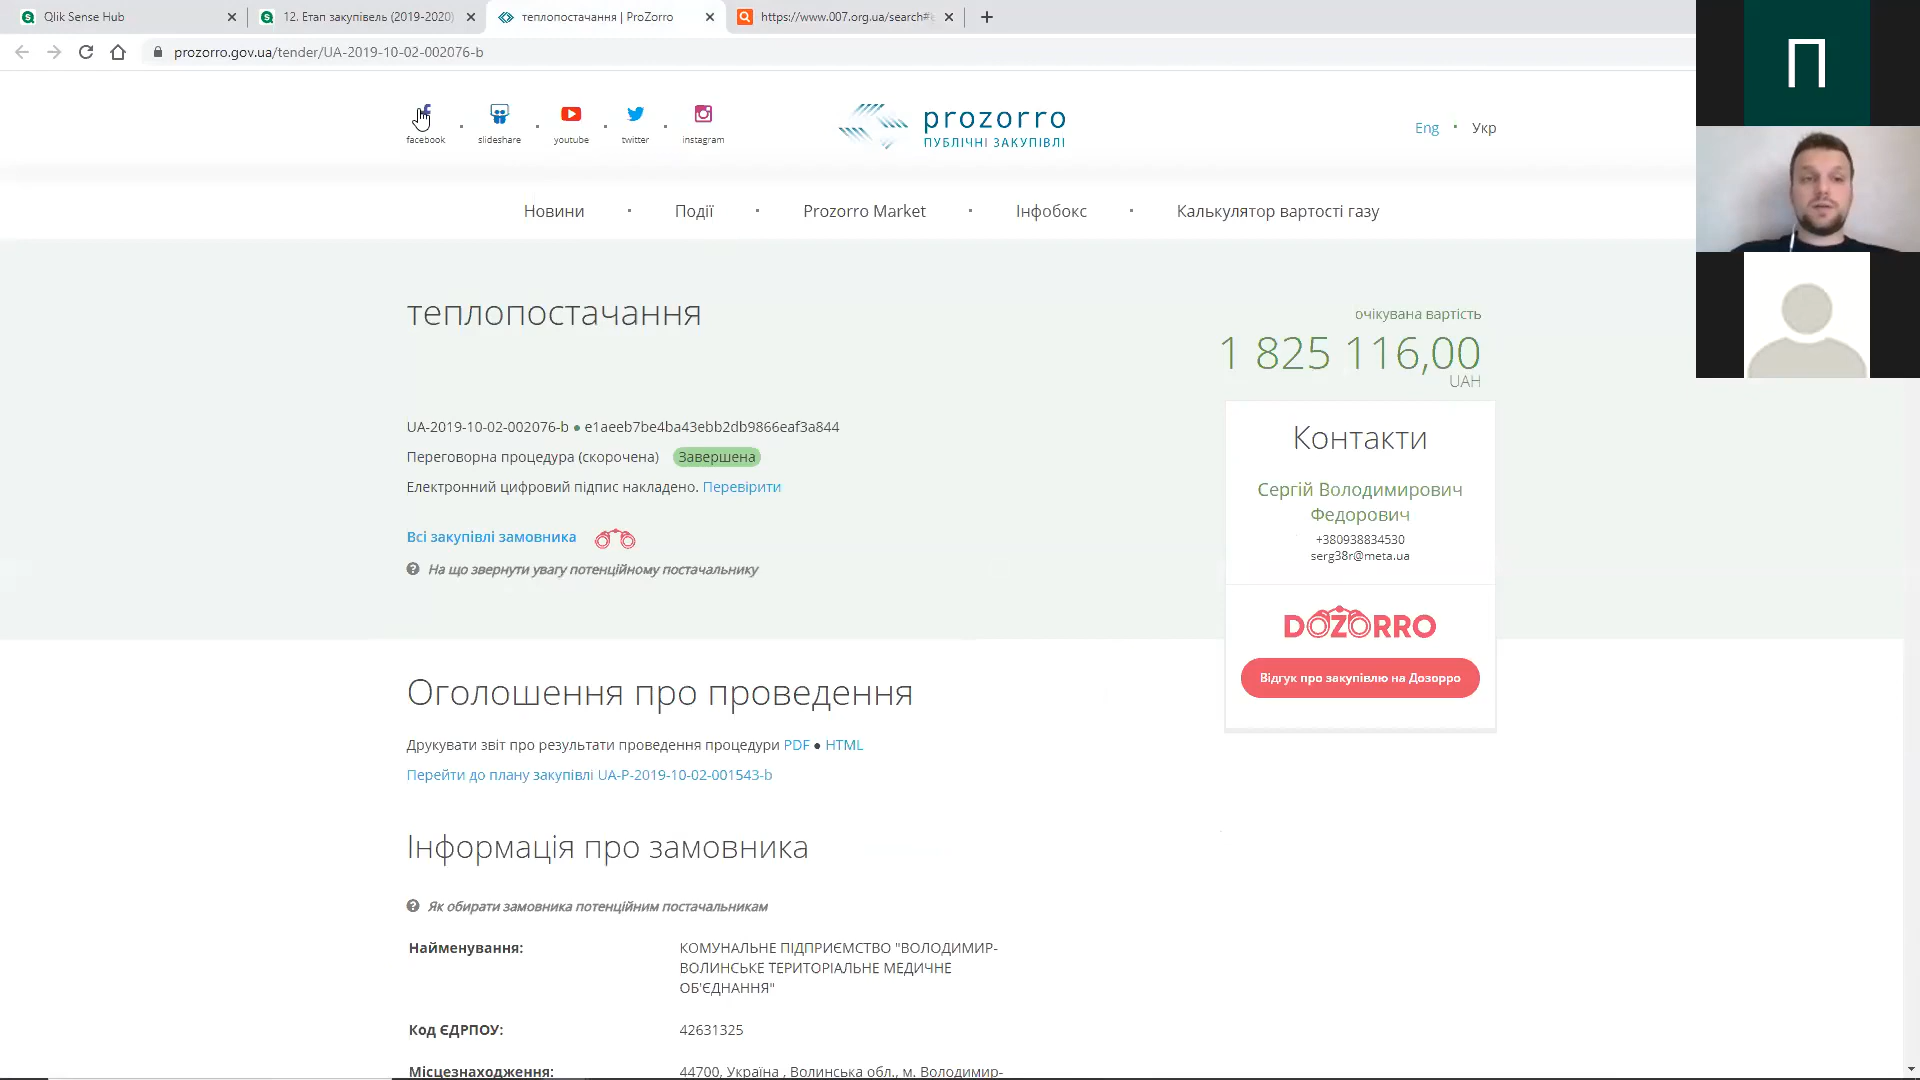 Qlik Sense Hub
12. Етап закупівель (2019-2020)
теплопостачання | ProZorro
https://www.007.org.ua/search#
prozorro.gov.ua/tender/UA-2019-10-02-002076-b
facebook
slideshare
youtube
twitter
instagram
prozorro
ПУБЛІЧНІ ЗАКУПІВЛІ
Eng
Укр
П
Новини
Події
Prozorro Market
Інфобокс
Калькулятор вартості газу
теплопостачання
очікувана вартість
1 825 116,00
UAH
UA-2019-10-02-002076-b ● e1aeeb7be4ba43ebb2db9866eaf3a844
Переговорна процедура (скорочена) Завершена
Електронний цифровий підпис накладено. Перевірити
Всі закупівлі замовника
На що звернути увагу потенційному постачальнику
Контакти
Сергій Володимирович
Федорович
+380938834530
serg38r@meta.ua
DOZORRO
Відгук про закупівлю на Дозорро
Оголошення про проведення
Друкувати звіт про результати проведення процедури PDF ● HTML
Перейти до плану закупівлі UA-P-2019-10-02-001543-b
Інформація про замовника
Як обирати замовника потенційним постачальникам
Найменування:
КОМУНАЛЬНЕ ПІДПРИЄМСТВО "ВОЛОДИМИР-
ВОЛИНСЬКЕ ТЕРИТОРІАЛЬНЕ МЕДИЧНЕ
ОБ'ЄДНАННЯ"
Код ЄДРПОУ:
42631325
Місцезнаходження:
44700, Україна , Волинська обл., м. Володимир-